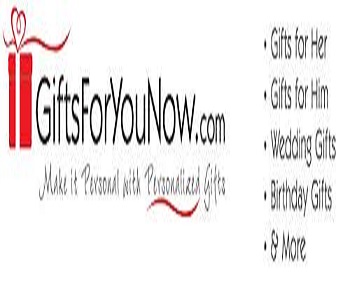 GiftsForYouNow.com
Make it Personal with Personalized Gifts
• Gifts for Her
• Gifts for Him
• Wedding Gifts
• Birthday Gifts
• & More